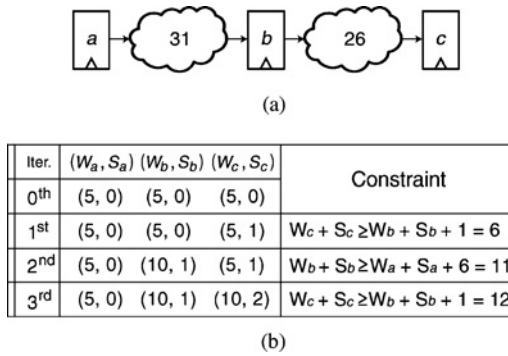 a 31 b 26 c
(a)
Iter. (Wa, Sa) (Wb, Sb) (Wc, Sc) Constraint
0th (5, 0) (5, 0) (5, 0)
1st (5, 0) (5, 0) (5, 1) Wc + Sc ≥Wb + Sb + 1 = 6
2nd (5, 0) (10, 1) (5, 1) Wb + Sb ≥Wa + Sa + 6 = 11
3rd (5, 0) (10, 1) (10, 2) Wc + Sc ≥Wb + Sb + 1 = 12
(b)